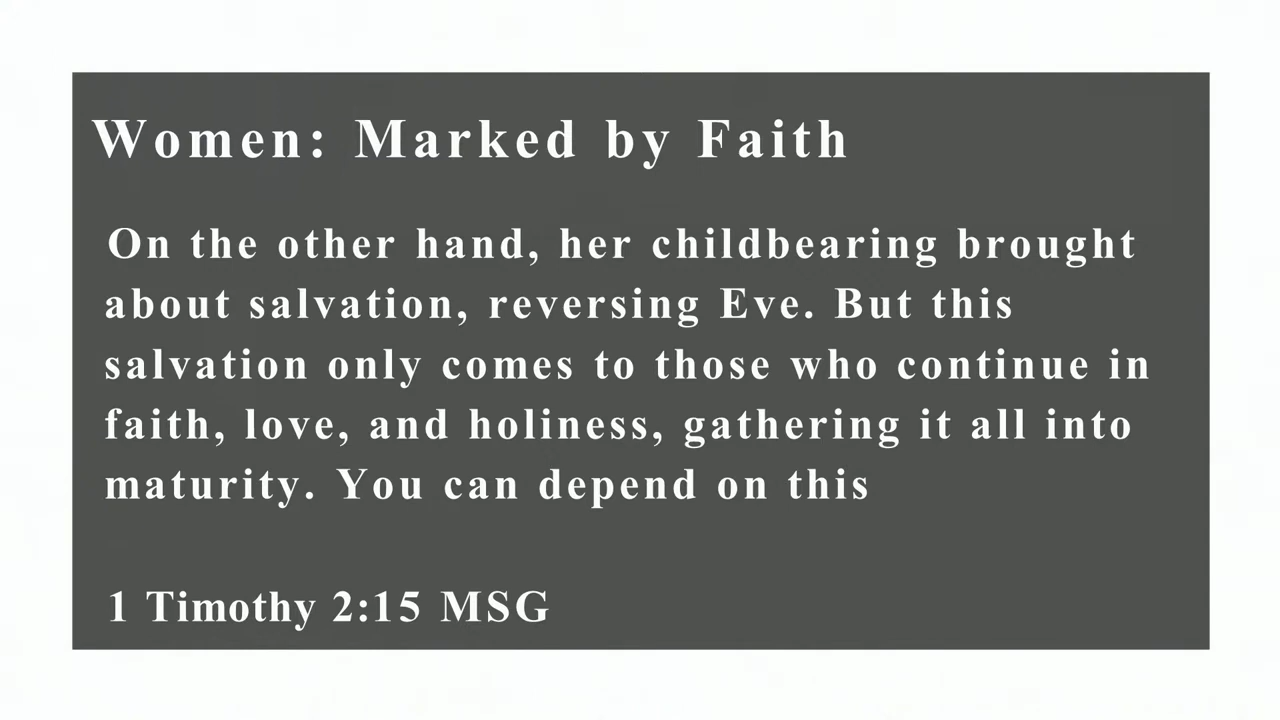 Women: Marked by Faith
On the other hand, her childbearing brought
about salvation, reversing Eve. But this
salvation only comes to those who continue in
faith, love, and holiness, gathering it all into
maturity. You can depend on this
1 Timothy 2:15 MSG